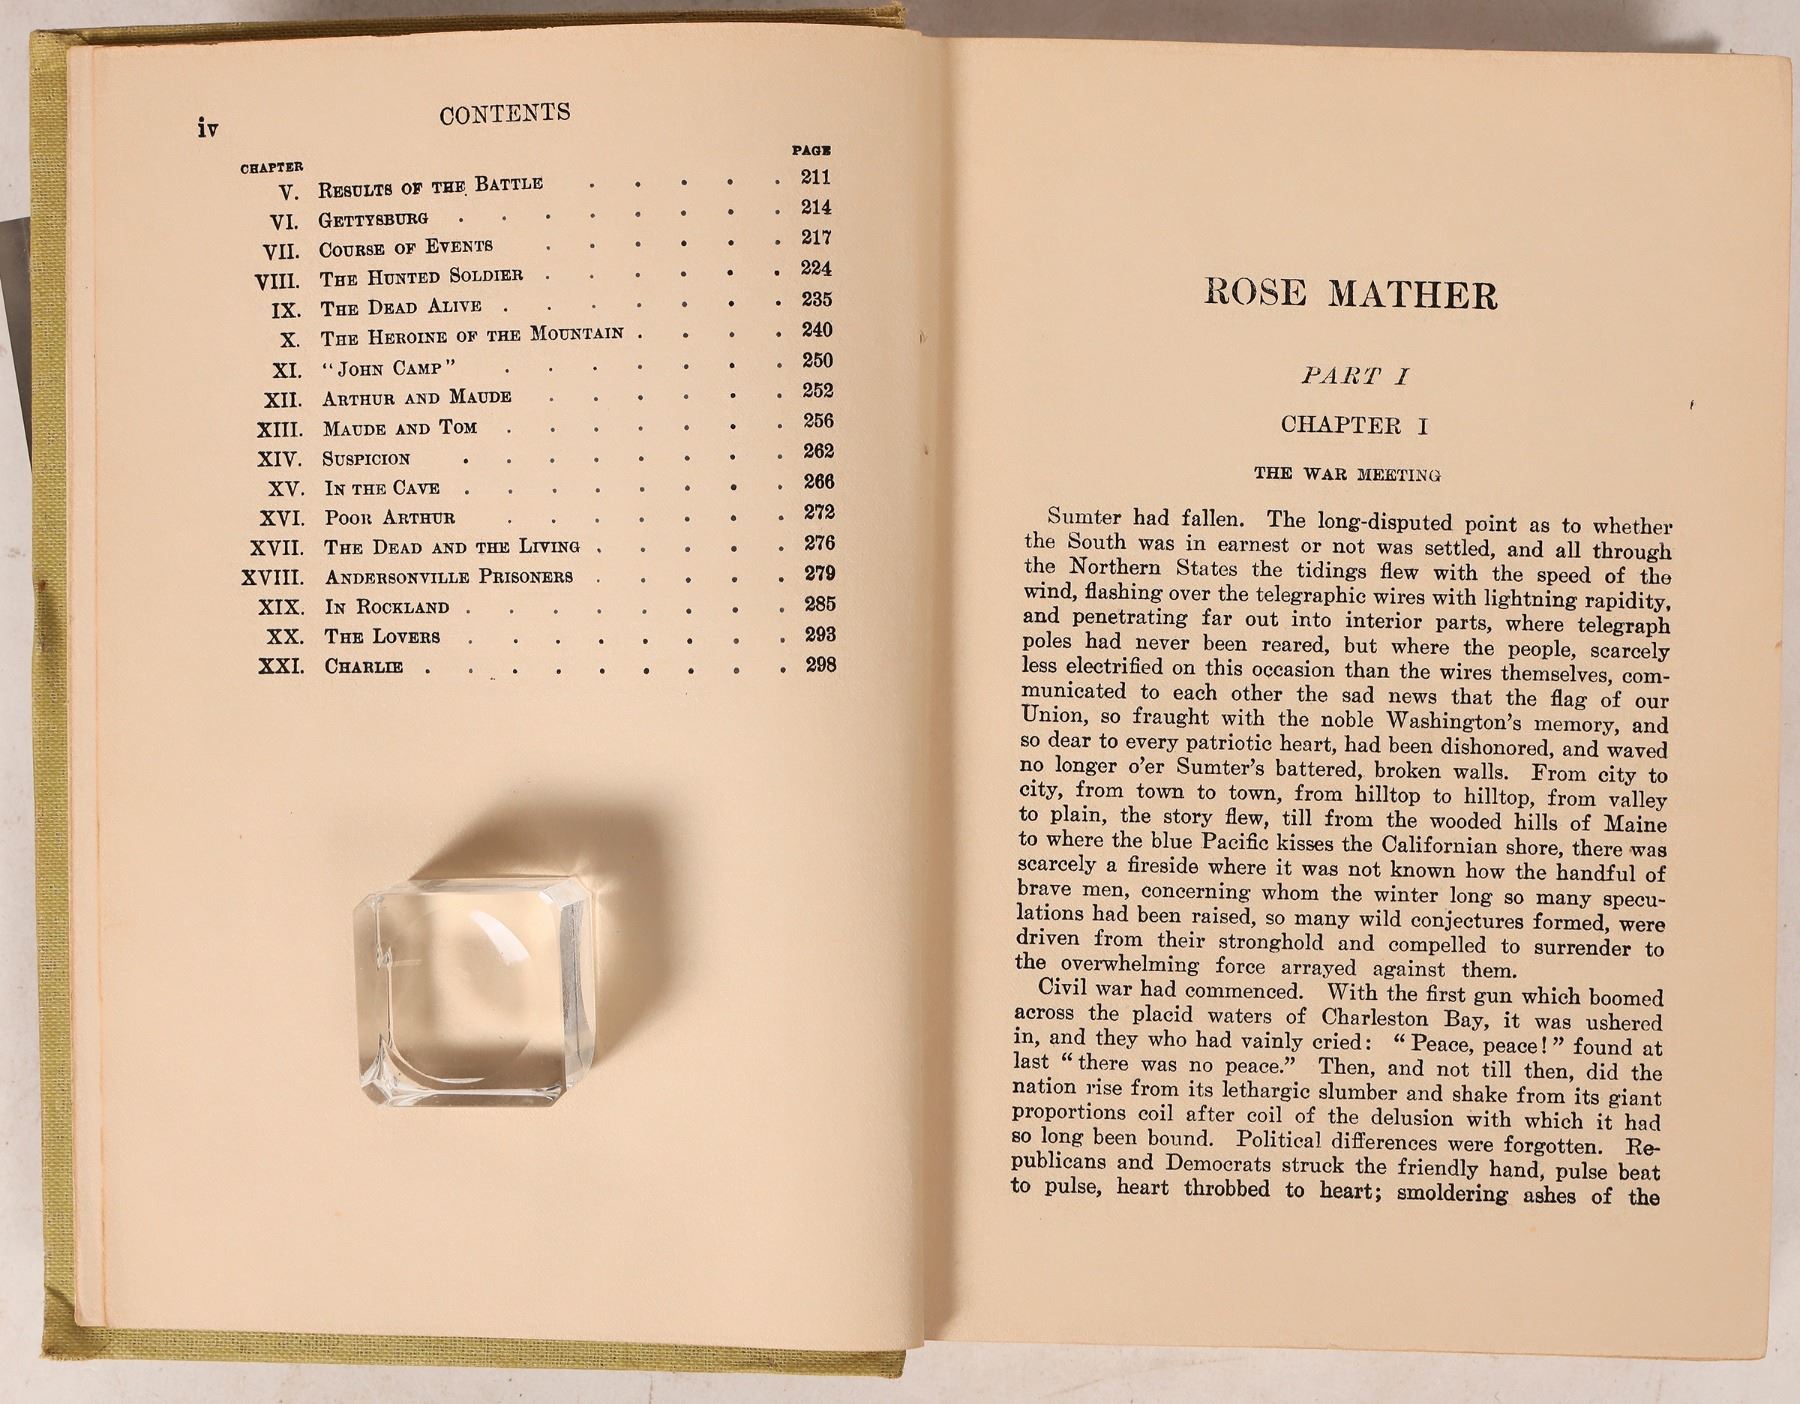 iv
CONTENTS
CHAPTER PAGE
V. RESULTS OF THE BATTLE . . . . . 211
VI. GETTYSBURG . . . . . . . . 214
VII. COURSE OF EVENTS . . . . . . 217
VIII. THE HUNTED SOLDIER . . . . . . 224
IX. THE DEAD ALIVE . . . . . . . 235
X. THE HEROINE OF THE MOUNTAIN . . . . 240
XI. "JOHN CAMP" . . . . . . . 250
XII. ARTHUR AND MAUDE . . . . . . 252
XIII. MAUDE AND TOM . . . . . . . 256
XIV. SUSPICION . . . . . . . . 262
XV. IN THE CAVE . . . . . . . . 266
XVI. POOR ARTHUR . . . . . . . 272
XVII. THE DEAD AND THE LIVING . . . . . 276
XVIII. ANDERSONVILLE PRISONERS . . . . . 279
XIX. IN ROCKLAND . . . . . . . . 285
XX. THE LOVERS . . . . . . . . 293
XXI. CHARLIE . . . . . . . . . 298
ROSE MATHER
PART I
CHAPTER I
THE WAR MEETING
Sumter had fallen. The long-disputed point as to whether
the South was in earnest or not was settled, and all through
the Northern States the tidings flew with the speed of the
wind, flashing over the telegraphic wires with lightning rapidity,
and penetrating far out into interior parts, where telegraph
poles had never been reared, but where the people, scarcely
less electrified on this occasion than the wires themselves, com-
municated to each other the sad news that the flag of our
Union, so fraught with the noble Washington's memory, and
so dear to every patriotic heart, had been dishonored, and waved
no longer o'er Sumter's battered, broken walls. From city to
city, from town to town, from hilltop to hilltop, from valley
to plain, the story flew, till from the wooded hills of Maine
to where the blue Pacific kisses the Californian shore, there was
scarcely a fireside where it was not known how the handful of
brave men, concerning whom the winter long so many specu-
lations had been raised, so many wild conjectures formed, were
driven from their stronghold and compelled to surrender to
the overwhelming force arrayed against them.
Civil war had commenced. With the first gun which boomed
across the placid waters of Charleston Bay, it was ushered
in, and they who had vainly cried: "Peace, peace!" found at
last "there was no peace." Then, and not till then, did the
nation rise from its lethargic slumber and shake from its giant
proportions coil after coil of the delusion with which it had
so long been bound. Political differences were forgotten. Re-
publicans and Democrats struck the friendly hand, pulse beat
to pulse, heart throbbed to heart; smoldering ashes of the